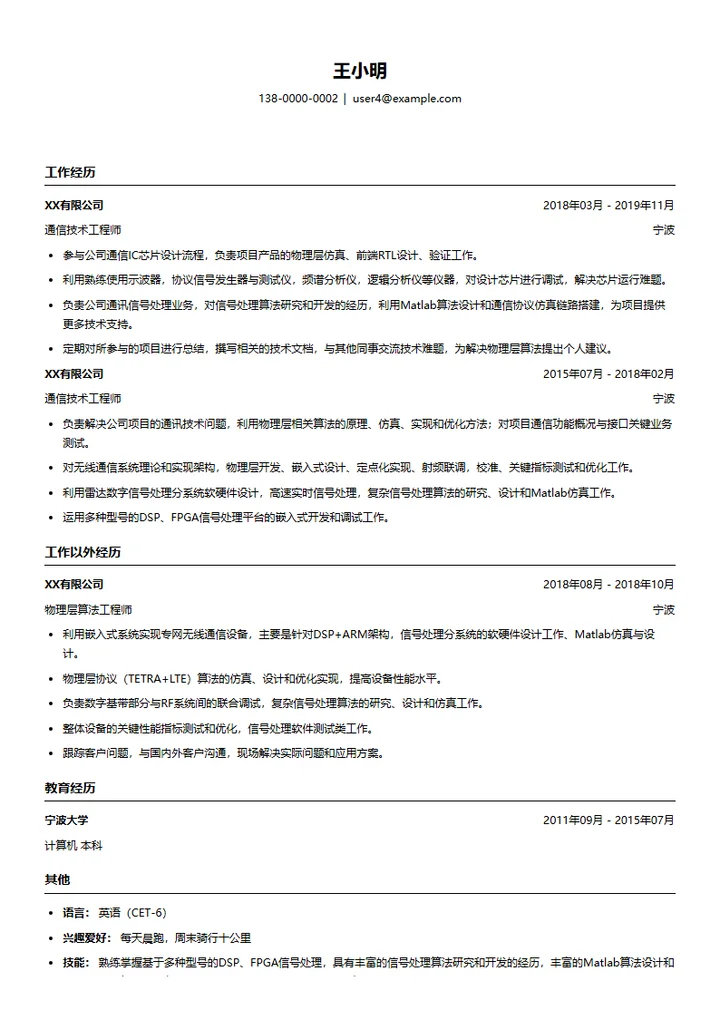 王小明
138-0000-0002 | user4@example.com
工作经历
XX有限公司 2018年03月 - 2019年11月
通信技术工程师 宁波
• 参与公司通信IC芯片设计流程，负责项目产品的物理层仿真、前端RTL设计、验证工作。
• 利用熟练使用示波器，协议信号发生器与测试仪，频谱分析仪，逻辑分析仪等仪器，对设计芯片进行调试，解决芯片运行难题。
• 负责公司通讯信号处理业务，对信号处理算法研究和开发的经历，利用Matlab算法设计和通信协议仿真链路搭建，为项目提供
更多技术支持。
• 定期对所参与的项目进行总结，撰写相关的技术文档，与其他同事交流技术难题，为解决物理层算法提出个人建议。
XX有限公司 2015年07月 - 2018年02月
通信技术工程师 宁波
• 负责解决公司项目的通讯技术问题，利用物理层相关算法的原理、仿真、实现和优化方法；对项目通信功能概况与接口关键业务
测试。
• 对无线通信系统理论和实现架构，物理层开发、嵌入式设计、定点化实现、射频联调，校准、关键指标测试和优化工作。
• 利用雷达数字信号处理分系统软硬件设计，高速实时信号处理，复杂信号处理算法的研究、设计和Matlab仿真工作。
• 运用多种型号的DSP、FPGA信号处理平台的嵌入式开发和调试工作。
工作以外经历
XX有限公司 2018年08月 - 2018年10月
物理层算法工程师 宁波
• 利用嵌入式系统实现专网无线通信设备，主要是针对DSP+ARM架构，信号处理分系统的软硬件设计工作、Matlab仿真与设
计。
• 物理层协议（TETRA+LTE）算法的仿真、设计和优化实现，提高设备性能水平。
• 负责数字基带部分与RF系统间的联合调试，复杂信号处理算法的研究、设计和仿真工作。
• 整体设备的关键性能指标测试和优化，信号处理软件测试类工作。
• 跟踪客户问题，与国内外客户沟通，现场解决实际问题和应用方案。
教育经历
宁波大学 2011年09月 - 2015年07月
计算机 本科
其他
• 语言： 英语（CET-6）
• 兴趣爱好： 每天晨跑，周末骑行十公里
• 技能： 熟练掌握基于多种型号的DSP、FPGA信号处理，具有丰富的信号处理算法研究和开发的经历，丰富的Matlab算法设计和